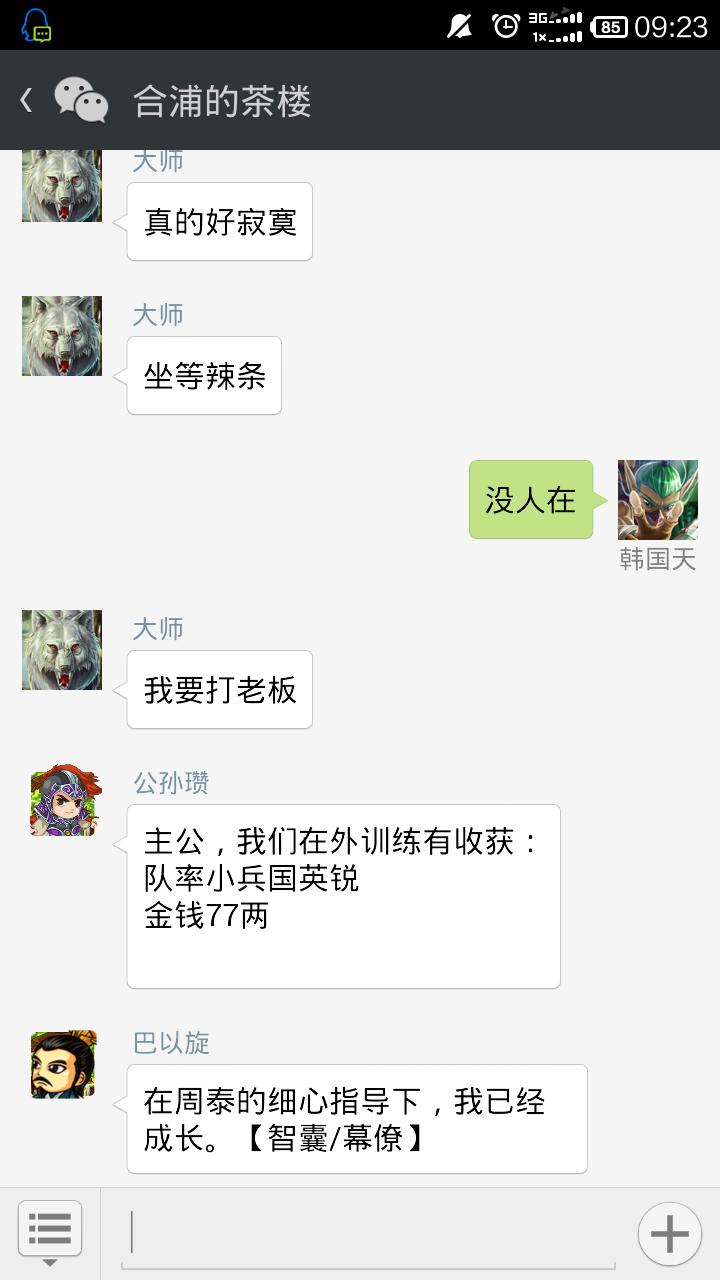 3G
1×
85
09:23
合浦的茶楼
大师
真的好寂寞
大师
坐等辣条
没人在
韩国天
大师
我要打老板
公孙瓒
主公，我们在外训练有收获：
队率小兵国英锐
金钱77两
巴以旋
在周泰的细心指导下，我已经
成长。【智囊/幕僚】